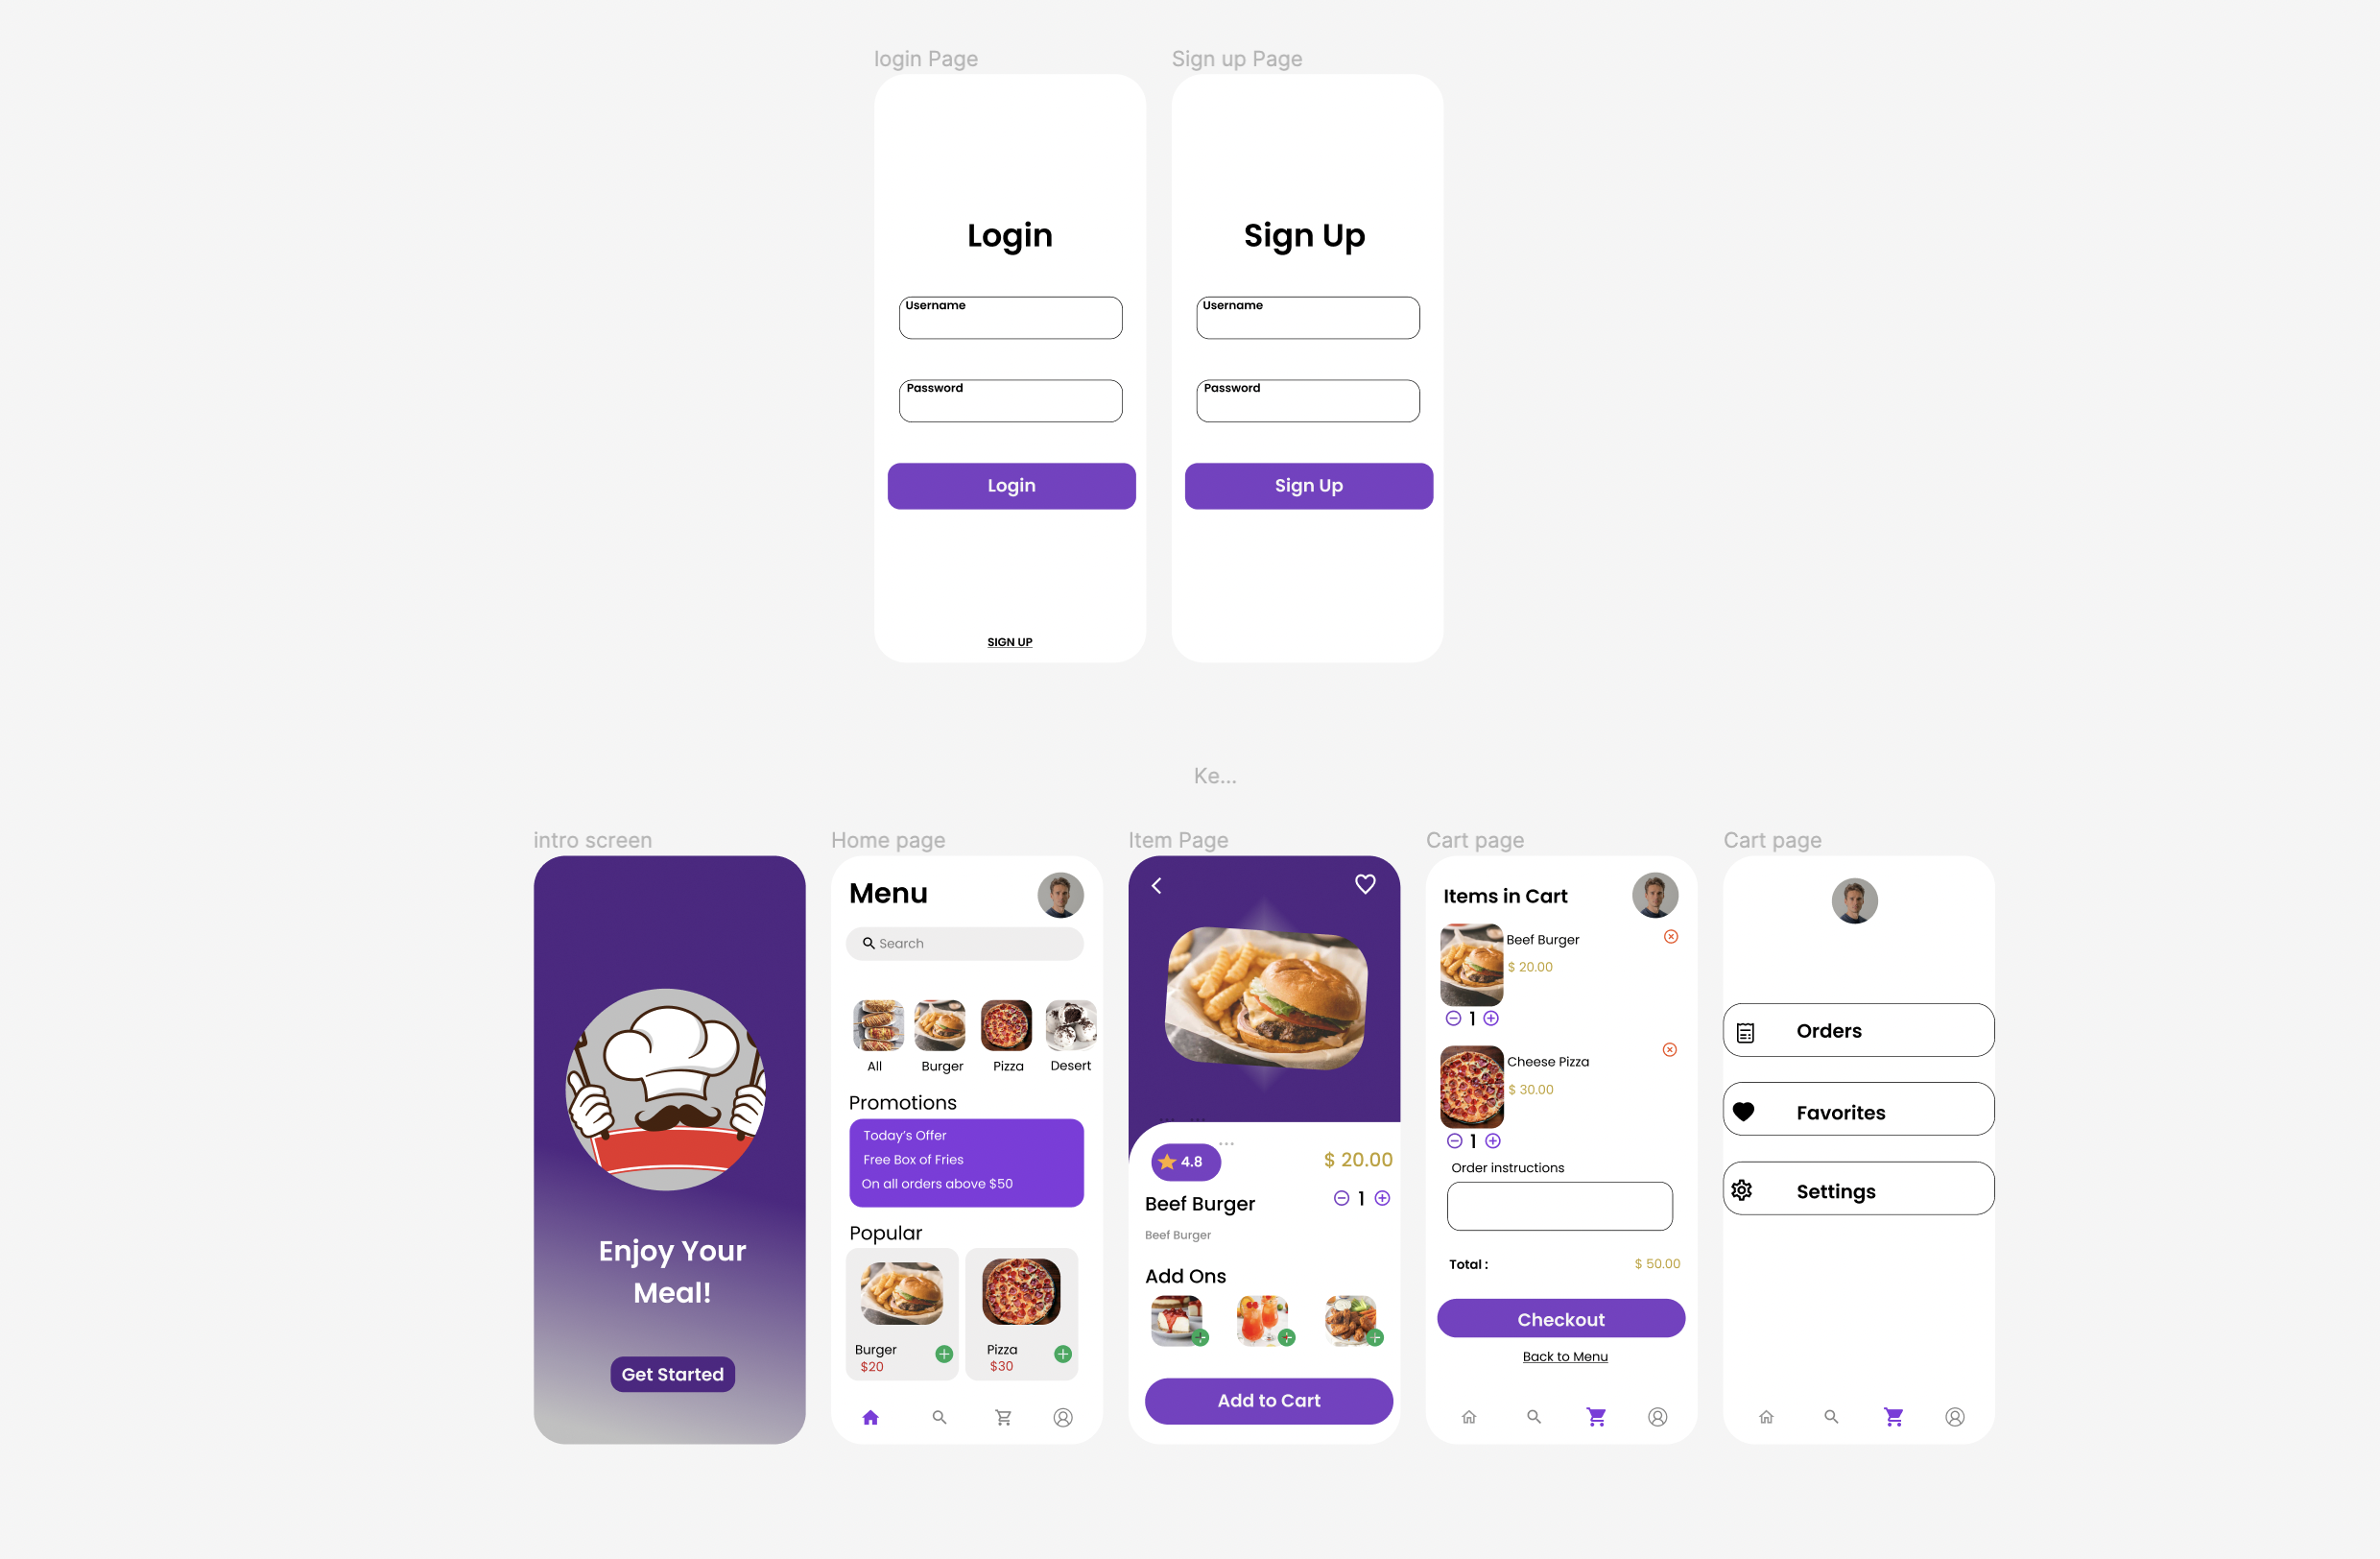 login Page
Sign up Page
Login
Username
Password
Login
SIGN UP
Sign Up
Username
Password
Sign Up
Ke...
intro screen
Home page
Item Page
Cart page
Cart page
Enjoy Your
Meal!
Get Started
Menu
Search
All
Burger
Pizza
Desert
Promotions
Today's Offer
Free Box of Fries
On all orders above $50
Popular
Burger
$20
Pizza
$30
4.8
$ 20.00
Beef Burger
1
Beef Burger
Add Ons
Add to Cart
Items in Cart
Beef Burger
$ 20.00
1
Cheese Pizza
$ 30.00
1
Order instructions
Total :
$ 50.00
Checkout
Back to Menu
Orders
Favorites
Settings